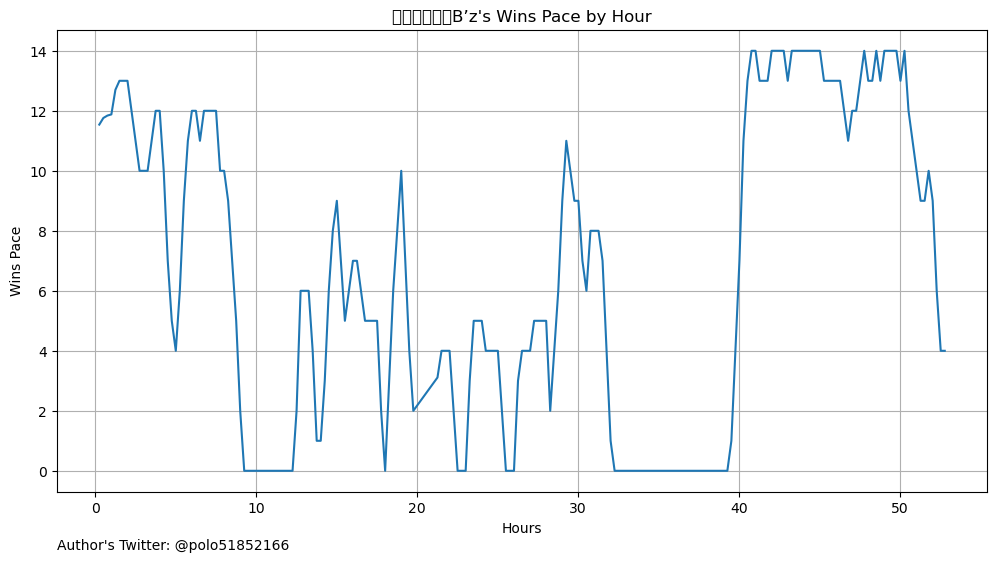 B’z's Wins Pace by Hour
Wins Pace
14
12
10
8
6
4
2
0
0 10 20 30 40 50
Hours
Author's Twitter: @polo51852166